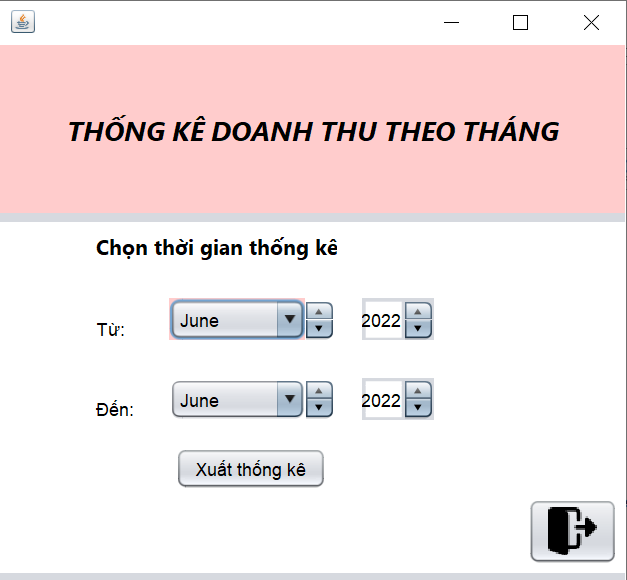 THỐNG KÊ DOANH THU THEO THÁNG
Chọn thời gian thống kê
Từ:
June
2022
Đến:
June
2022
Xuất thống kê